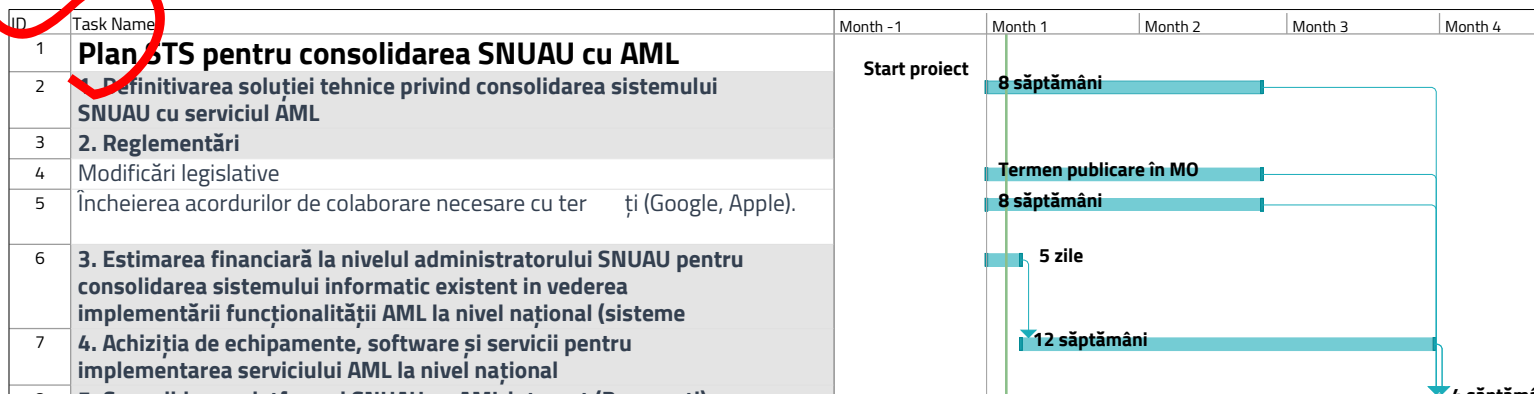 ID Task Name Month -1 Month 1 Month 2 Month 3 Month 4
1 Plan STS pentru consolidarea SNUAU cu AML
Start proiect
2 1. Definitivarea soluției tehnice privind consolidarea sistemului
SNUAU cu serviciul AML
8 săptămâni
3 2. Reglementări
4 Modificări legislative
Termen publicare în MO
5 Încheierea acordurilor de colaborare necesare cu ter ți (Google, Apple).
8 săptămâni
6 3. Estimarea financiară la nivelul administratorului SNUAU pentru
consolidarea sistemului informatic existent in vederea
implementării funcționalității AML la nivel național (sisteme
5 zile
7 4. Achiziția de echipamente, software și servicii pentru
implementarea serviciului AML la nivel național
12 săptămâni